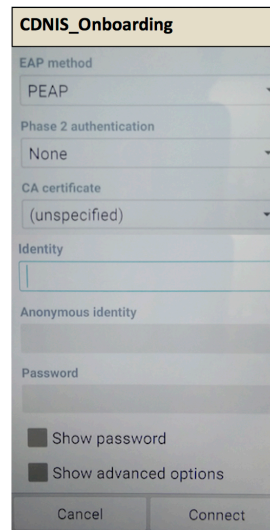 CDNIS_Onboarding
EAP method
PEAP
Phase 2 authentication
None
CA certificate
(unspecified)
Identity
Anonymous identity
Password
Show password
Show advanced options
Cancel Connect